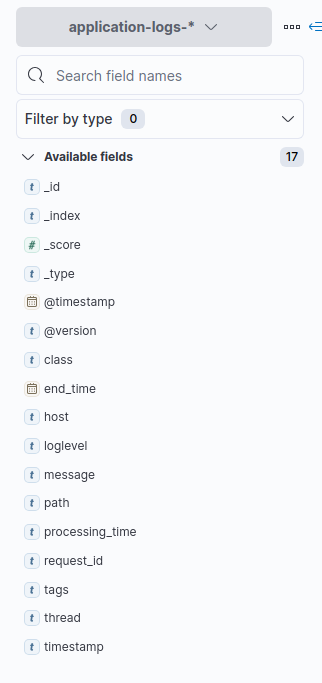 application-logs-*
Search field names
Filter by type 0
Available fields 17
t _id
t _index
# _score
t _type
@timestamp
t @version
t class
end_time
t host
t loglevel
t message
t path
t processing_time
t request_id
t tags
t thread
t timestamp